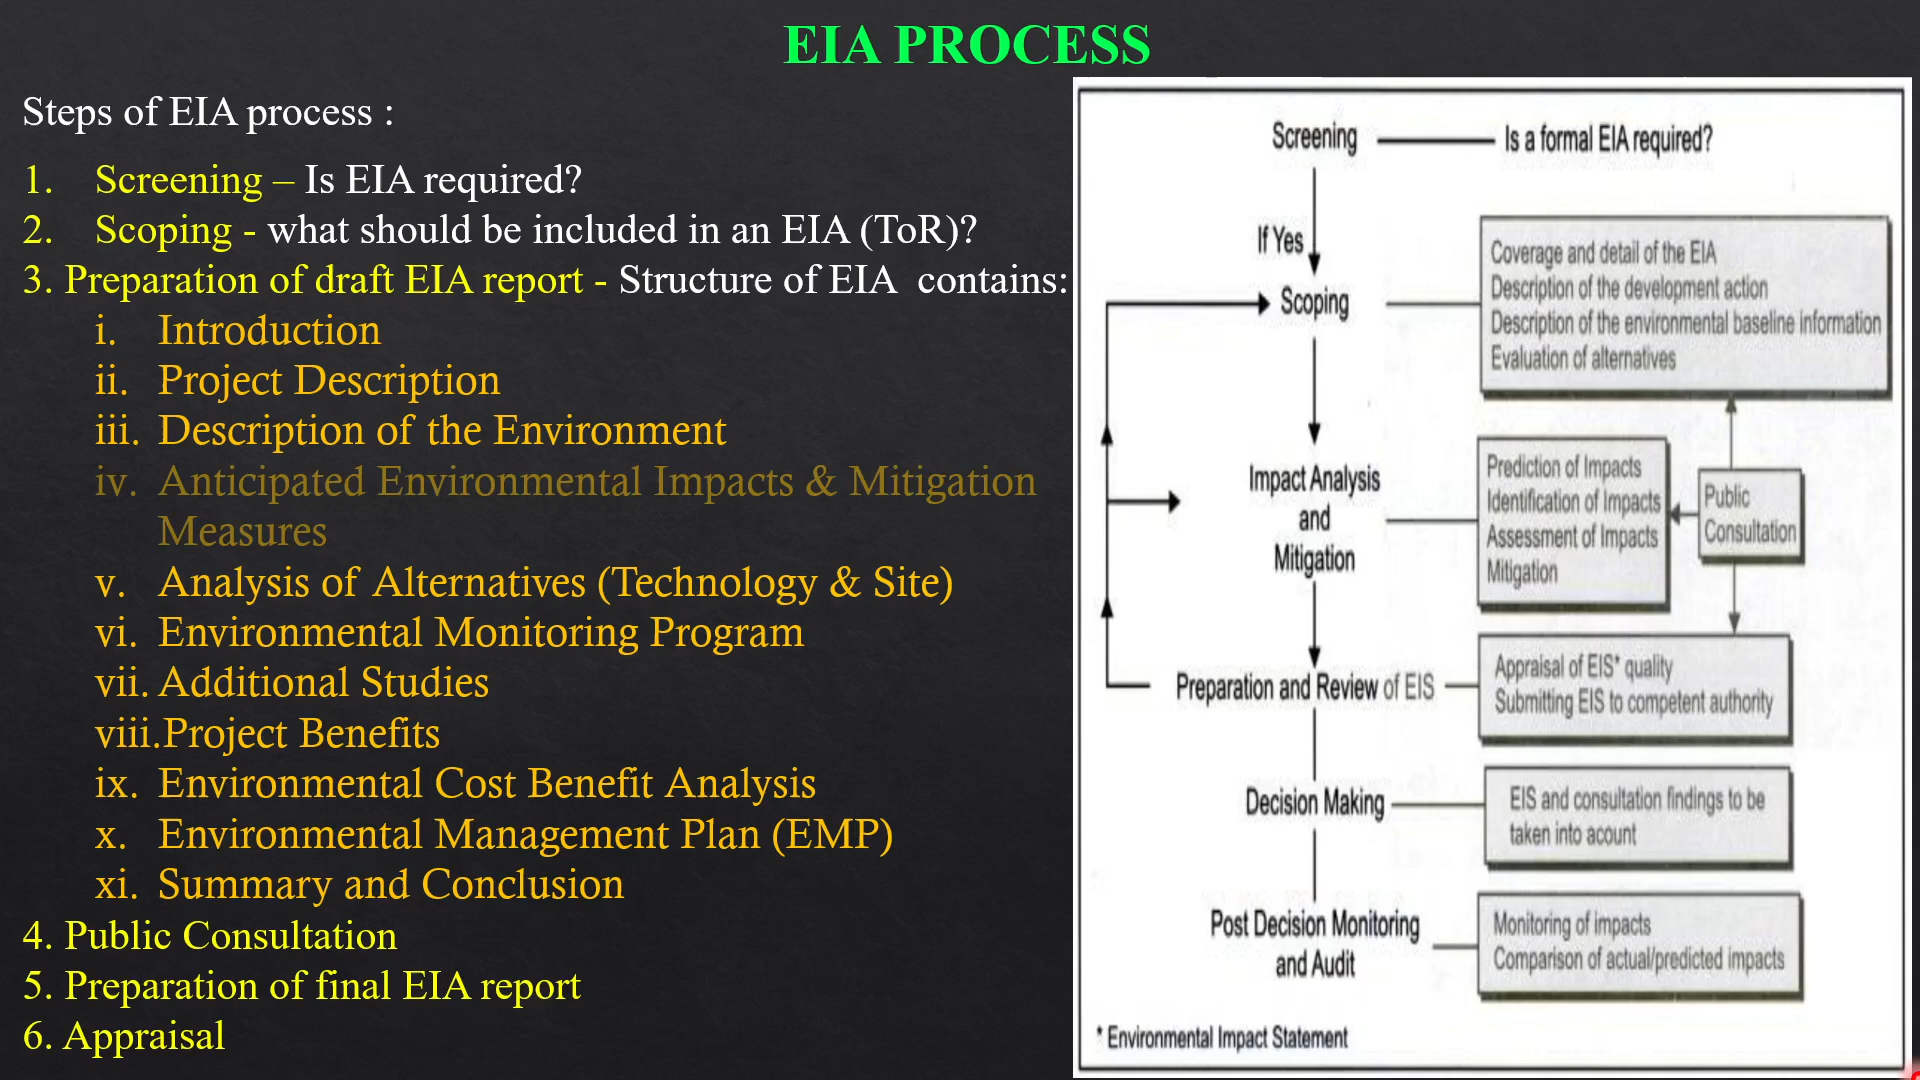 EIA PROCESS
Steps of EIA process :
1. Screening – Is EIA required?
2. Scoping - what should be included in an EIA (ToR)?
3. Preparation of draft EIA report - Structure of EIA contains:
i. Introduction
ii. Project Description
iii. Description of the Environment
iv. Anticipated Environmental Impacts & Mitigation
Measures
v. Analysis of Alternatives (Technology & Site)
vi. Environmental Monitoring Program
vii. Additional Studies
viii.Project Benefits
ix. Environmental Cost Benefit Analysis
x. Environmental Management Plan (EMP)
xi. Summary and Conclusion
4. Public Consultation
5. Preparation of final EIA report
6. Appraisal
Screening
Is a formal EIA required?
If Yes
Scoping
Coverage and detail of the EIA
Description of the development action
Description of the environmental baseline information
Evaluation of alternatives
Impact Analysis
and
Mitigation
Prediction of Impacts
Identification of Impacts
Assessment of Impacts
Mitigation
Public
Consultation
Preparation and Review of EIS
Appraisal of EIS* quality
Submitting EIS to competent authority
Decision Making
EIS and consultation findings to be
taken into acount
Post Decision Monitoring
and Audit
Monitoring of impacts
Comparison of actual/predicted impacts
* Environmental Impact Statement